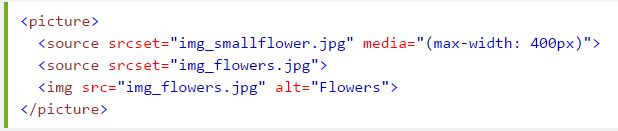 <picture>
<source srcset="img_smallflower.jpg" media="(max-width: 400px)">
<source srcset="img_flowers.jpg">
<img src="img_flowers.jpg" alt="Flowers">
</picture>